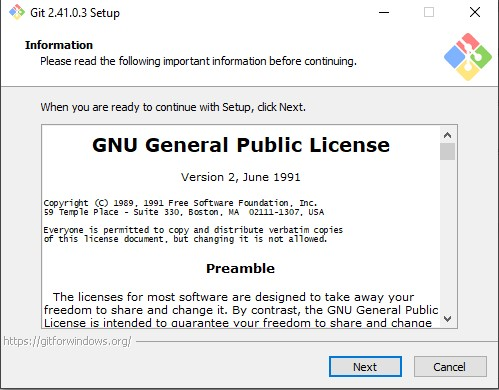 Git 2.41.0.3 Setup
Information
Please read the following important information before continuing.
When you are ready to continue with Setup, click Next.
GNU General Public License
Version 2, June 1991
Copyright (C) 1989, 1991 Free Software Foundation, Inc.
59 Temple Place - Suite 330, Boston, MA  02111-1307, USA
Everyone is permitted to copy and distribute verbatim copies
of this license document, but changing it is not allowed.
Preamble
The licenses for most software are designed to take away your
freedom to share and change it. By contrast, the GNU General Public
License is intended to guarantee your freedom to share and change
https://gitforwindows.org/
Next
Cancel